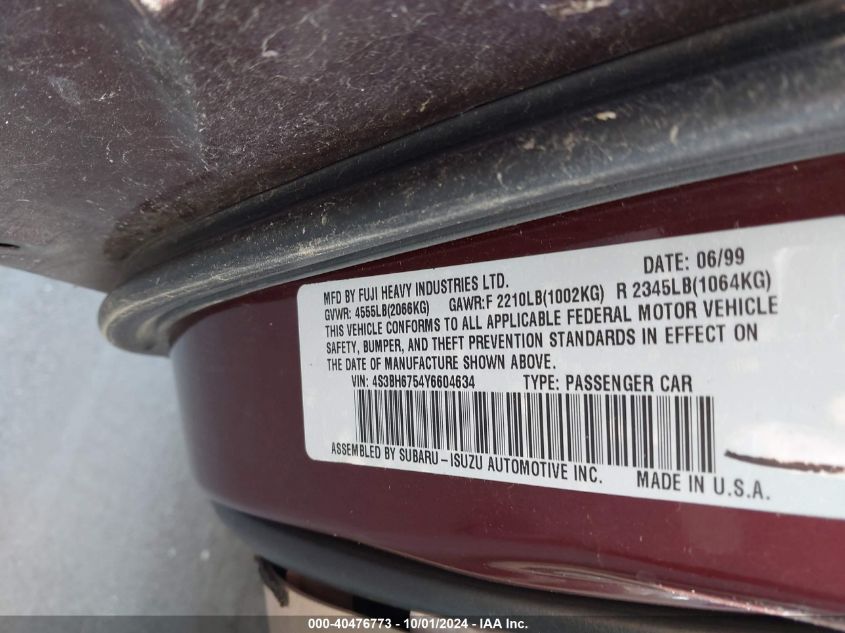 MFD BY FUJI HEAVY INDUSTRIES LTD. DATE: 06/99
GVWR: 4555LB(2066KG) GAWR:F 2210LB(1002KG) R 2345LB(1064KG)
THIS VEHICLE CONFORMS TO ALL APPLICABLE FEDERAL MOTOR VEHICLE
SAFETY, BUMPER, AND THEFT PREVENTION STANDARDS IN EFFECT ON
THE DATE OF MANUFACTURE SHOWN ABOVE.
VIN: 4S3BH6754Y6604634 TYPE: PASSENGER CAR
ASSEMBLED BY SUBARU-ISUZU AUTOMOTIVE INC. MADE IN U.S.A.
000-40476773 - 10/01/2024 - IAA Inc.